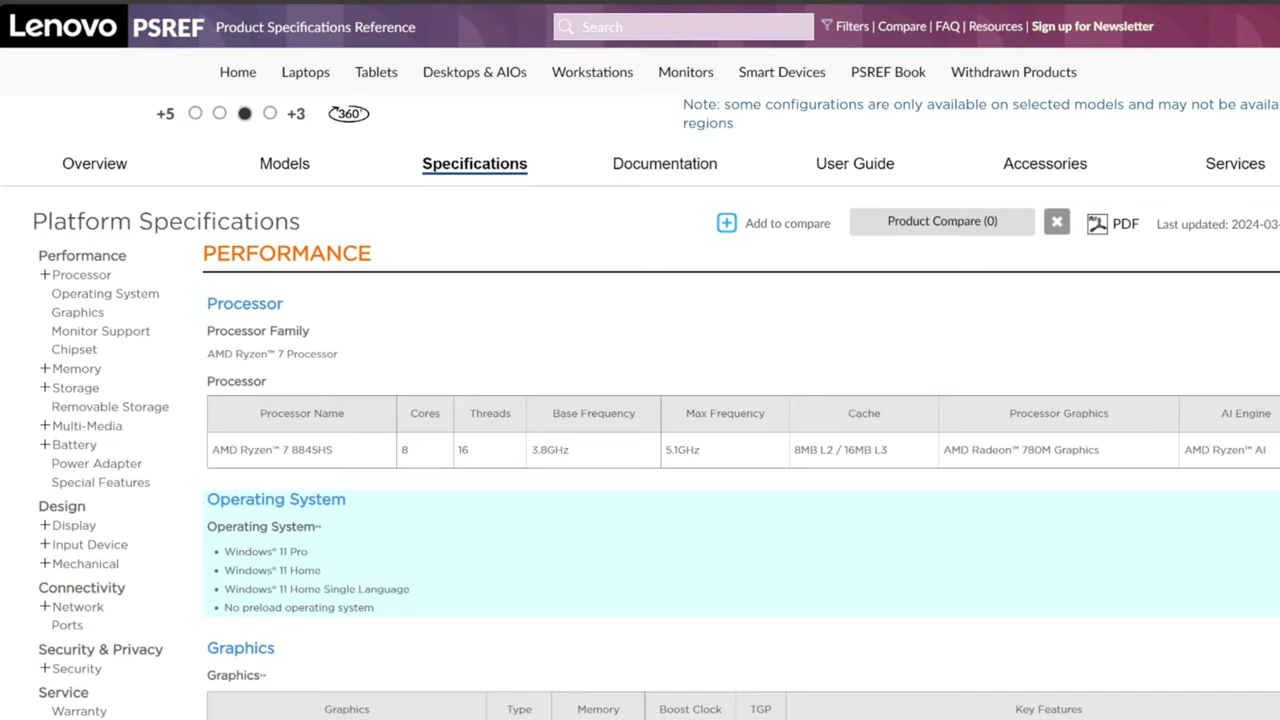 Lenovo PSREF Product Specifications Reference Search Filters | Compare | FAQ | Resources | Sign up for Newsletter
Home Laptops Tablets Desktops & AIOs Workstations Monitors Smart Devices PSREF Book Withdrawn Products
+5 +3 360°
Note: some configurations are only available on selected models and may not be availa
regions
Overview Models Specifications Documentation User Guide Accessories Services
Platform Specifications
Add to compare Product Compare (0) PDF Last updated: 2024-03-
Performance
+Processor
Operating System
Graphics
Monitor Support
Chipset
+Memory
+Storage
Removable Storage
+Multi-Media
+Battery
Power Adapter
Special Features
Design
+Display
+Input Device
+Mechanical
Connectivity
+Network
Ports
Security & Privacy
+Security
Service
Warranty
PERFORMANCE
Processor
Processor Family
AMD Ryzen™ 7 Processor
Processor
Processor Name Cores Threads Base Frequency Max Frequency Cache Processor Graphics AI Engine
AMD Ryzen™ 7 8845HS 8 16 3.8GHz 5.1GHz 8MB L2 / 16MB L3 AMD Radeon™ 780M Graphics AMD Ryzen™ AI
Operating System
Operating System**
• Windows® 11 Pro
• Windows® 11 Home
• Windows® 11 Home Single Language
• No preload operating system
Graphics
Graphics**
Graphics Type Memory Boost Clock TGP Key Features